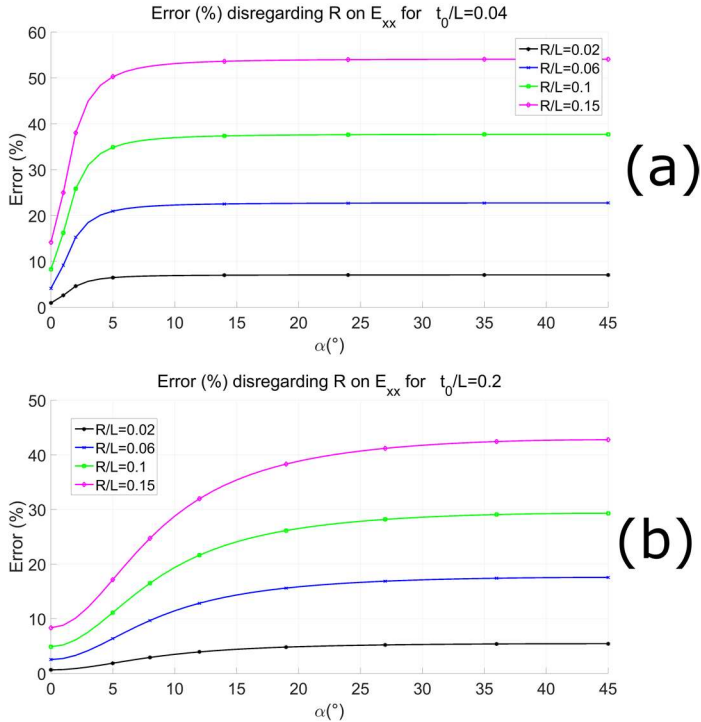 Error (%) disregarding R on E_xx for t_0/L=0.04
60
50
40
30
20
10
0
Error (%)
R/L=0.02
R/L=0.06
R/L=0.1
R/L=0.15
0 5 10 15 20 25 30 35 40 45
α(°)
(a)
Error (%) disregarding R on E_xx for t_0/L=0.2
50
40
30
20
10
0
Error (%)
R/L=0.02
R/L=0.06
R/L=0.1
R/L=0.15
0 5 10 15 20 25 30 35 40 45
α(°)
(b)